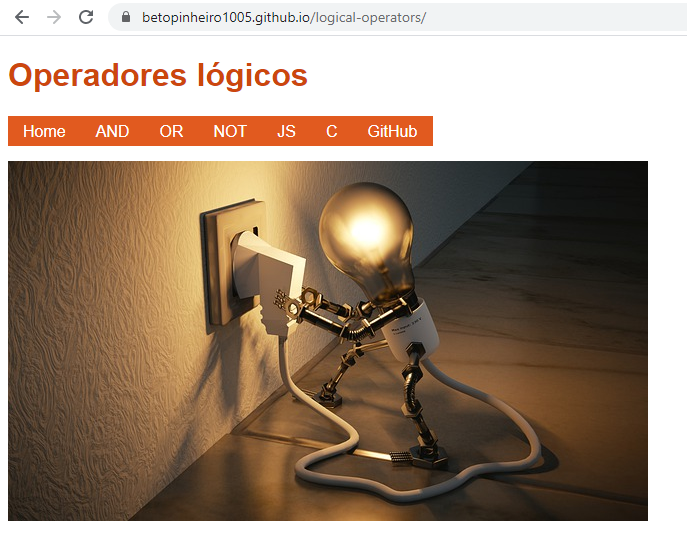 betopinheiro1005.github.io/logical-operators/
Operadores lógicos
Home AND OR NOT JS C GitHub